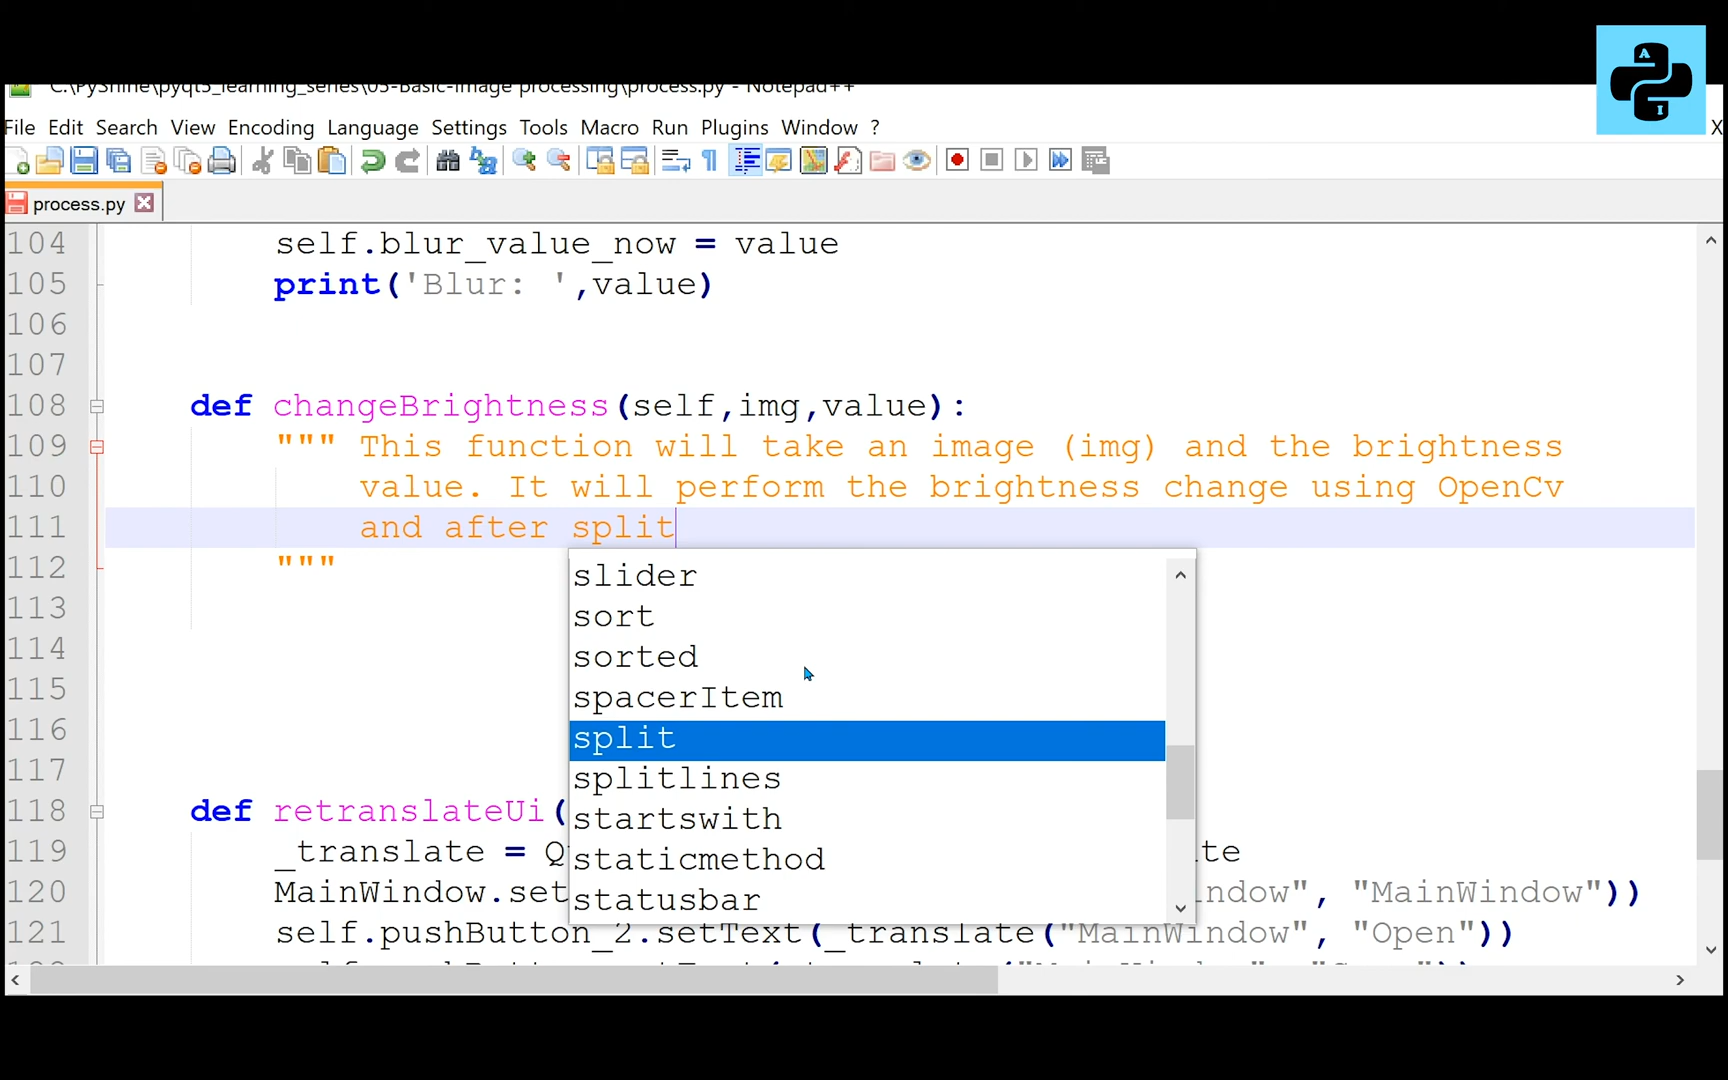 A
I
C:\PyShine\pyqt5_learning_series\05-Basic-Image processing\process.py - Notepad++
File Edit Search View Encoding Language Settings Tools Macro Run Plugins Window ? X
process.py
104 self.blur_value_now = value
105 print('Blur: ',value)
106
107
108 def changeBrightness(self,img,value):
109 """ This function will take an image (img) and the brightness
110 value. It will perform the brightness change using OpenCv
111 and after split
112 """
113
slider
sort
sorted
spacerItem
split
splitlines
startswith
staticmethod
statusbar
114
115
116
117
118 def retranslateUi(
119 _translate = Q te
120 MainWindow.set indow", "MainWindow"))
121 self.pushButton_2.setText(_translate("MainWindow", "Open"))